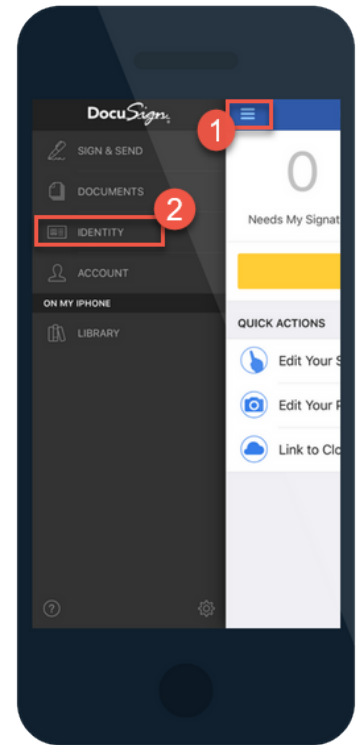 DocuSign
1
SIGN & SEND
DOCUMENTS
2
IDENTITY
ACCOUNT
ON MY IPHONE
LIBRARY
?
0
Needs My Signat
QUICK ACTIONS
Edit Your S
Edit Your P
Link to Clo